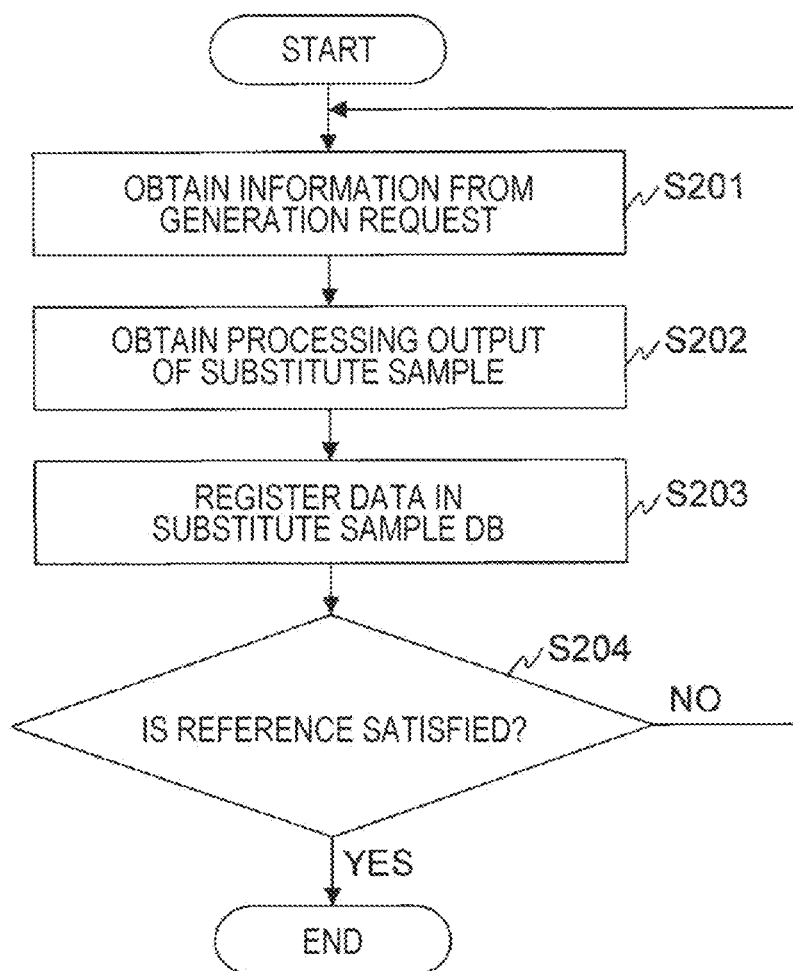 START
OBTAIN INFORMATION FROM
GENERATION REQUEST
S201
OBTAIN PROCESSING OUTPUT
OF SUBSTITUTE SAMPLE
S202
REGISTER DATA IN
SUBSTITUTE SAMPLE DB
S203
S204
IS REFERENCE SATISFIED?
NO
YES
END